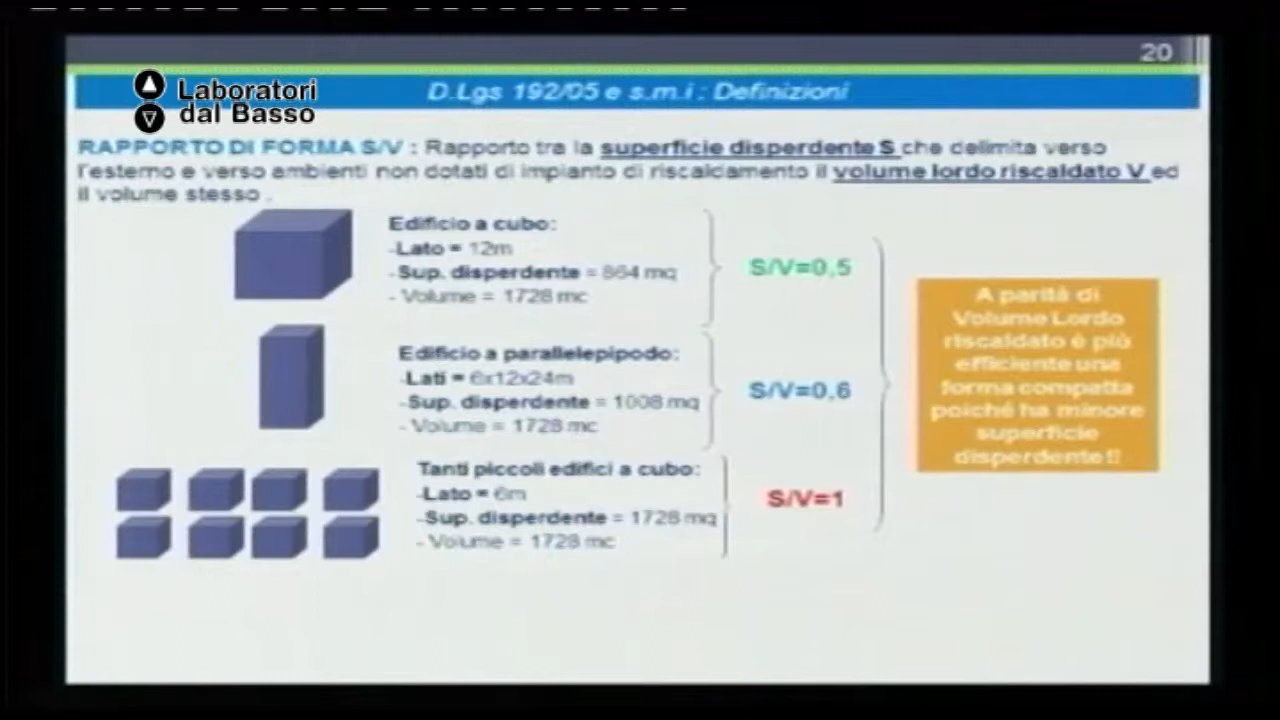 20
Laboratori
dal Basso
D.Lgs 192/05 e s.m.i : Definizioni
RAPPORTO DI FORMA S/V : Rapporto tra la superficie disperdente S che delimita verso
l'esterno e verso ambienti non dotati di impianto di riscaldamento il volume lordo riscaldato V ed
il volume stesso .
Edificio a cubo:
-Lato = 12m
-Sup. disperdente = 864 mq
- Volume = 1728 mc
S/V=0,5
Edificio a parallelepipodo:
-Lati = 6x12x24m
-Sup. disperdente = 1008 mq
- Volume = 1728 mc
S/V=0,6
Tanti piccoli edifici a cubo:
-Lato = 6m
-Sup. disperdente = 1728 mq
- Volume = 1728 mc
S/V=1
A parità di
Volume Lordo
riscaldato è più
efficiente una
forma compatta
poiché ha minore
superficie
disperdente!!